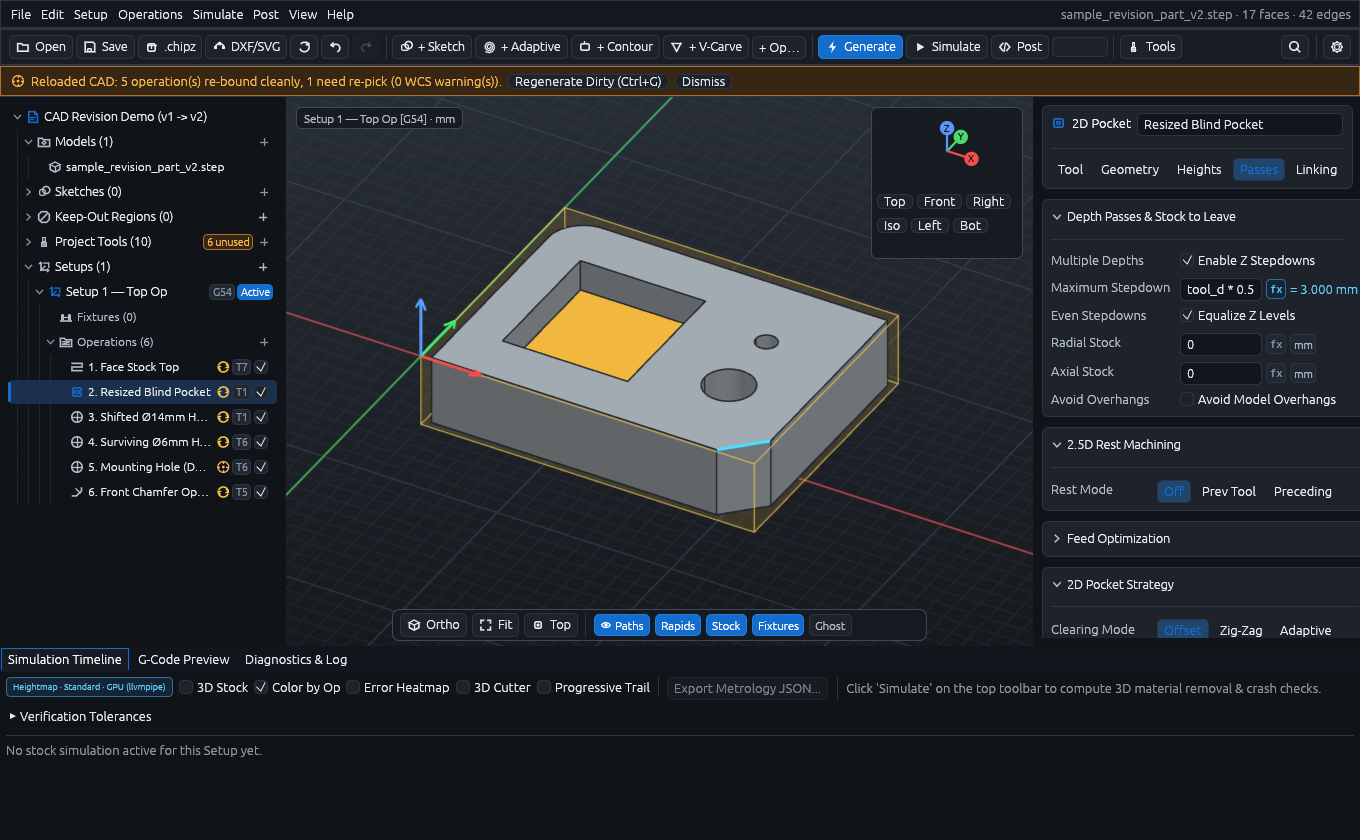 File Edit Setup Operations Simulate Post View Help
sample_revision_part_v2.step · 17 faces · 42 edges
Open Save .chipz DXF/SVG + Sketch + Adaptive + Contour + V-Carve + Op... Generate Simulate Post Tools
Reloaded CAD: 5 operation(s) re-bound cleanly, 1 need re-pick (0 WCS warning(s)). Regenerate Dirty (Ctrl+G) Dismiss
CAD Revision Demo (v1 -> v2)
Models (1) +
sample_revision_part_v2.step
Sketches (0) +
Keep-Out Regions (0) +
Project Tools (10) 6 unused +
Setups (1) +
Setup 1 — Top Op G54 Active
Fixtures (0)
Operations (6) +
1. Face Stock Top T7
2. Resized Blind Pocket T1
3. Shifted Ø14mm H... T1
4. Surviving Ø6mm H... T6
5. Mounting Hole (D... T6
6. Front Chamfer Op... T5
Setup 1 — Top Op [G54] · mm
Z
Y
X
Top Front Right
Iso Left Bot
Ortho Fit Top Paths Rapids Stock Fixtures Ghost
2D Pocket Resized Blind Pocket
Tool Geometry Heights Passes Linking
Depth Passes & Stock to Leave
Multiple Depths Enable Z Stepdowns
Maximum Stepdown tool_d * 0.5 fx = 3.000 mm
Even Stepdowns Equalize Z Levels
Radial Stock 0 fx mm
Axial Stock 0 fx mm
Avoid Overhangs Avoid Model Overhangs
2.5D Rest Machining
Rest Mode Off Prev Tool Preceding
Feed Optimization
2D Pocket Strategy
Clearing Mode Offset Zig-Zag Adaptive
Simulation Timeline G-Code Preview Diagnostics & Log
Heightmap · Standard · GPU (llvmpipe) 3D Stock Color by Op Error Heatmap 3D Cutter Progressive Trail Export Metrology JSON... Click 'Simulate' on the top toolbar to compute 3D material removal & crash checks.
Verification Tolerances
No stock simulation active for this Setup yet.